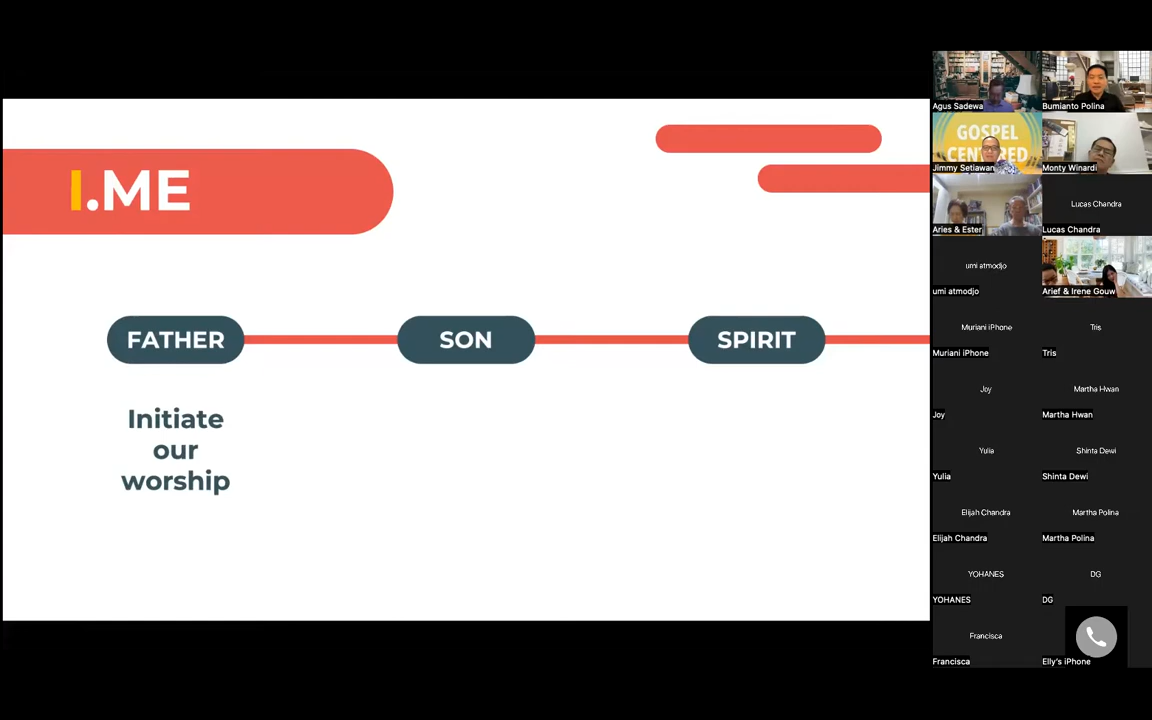 I.ME
FATHER
SON
SPIRIT
Initiate
our
worship
Agus Sadewa
Bumianto Polina
GOSPEL
CENTERED
Jimmy Setiawan
Monty Winardi
Aries & Ester
Lucas Chandra
Lucas Chandra
umi atmodjo
umi atmodjo
Arief & Irene Gouw
Muriani iPhone
Muriani iPhone
Tris
Tris
Joy
Joy
Martha Hwan
Martha Hwan
Yulia
Yulia
Shinta Dewi
Shinta Dewi
Elijah Chandra
Elijah Chandra
Martha Polina
Martha Polina
YOHANES
YOHANES
DG
DG
Francisca
Francisca
Elly's iPhone